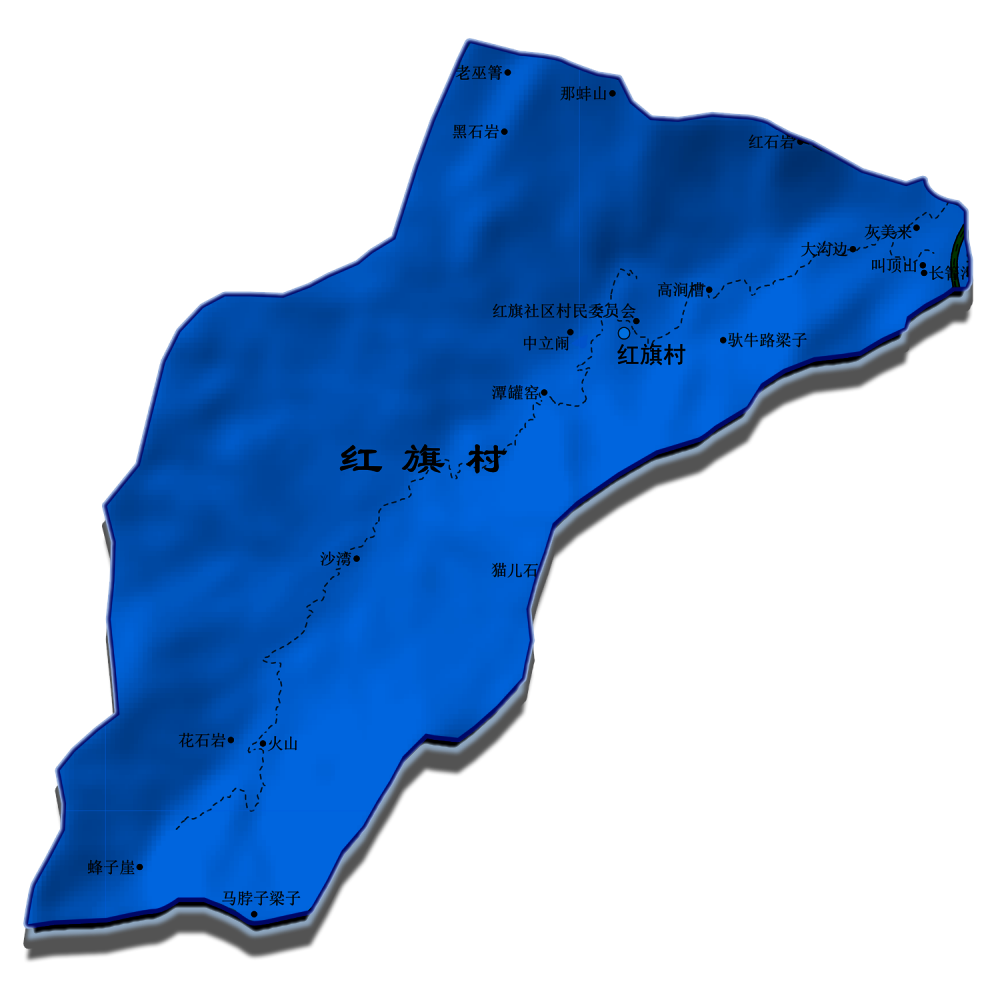 老巫箐
那蚌山
黑石岩
红石岩
灰美来
大沟边
叫顶山
长箐
高涧槽
红旗社区村民委员会
中立闹
驮牛路梁子
红旗村
潭罐窑
红旗村
沙湾
猫儿石
花石岩
火山
蜂子崖
马脖子梁子